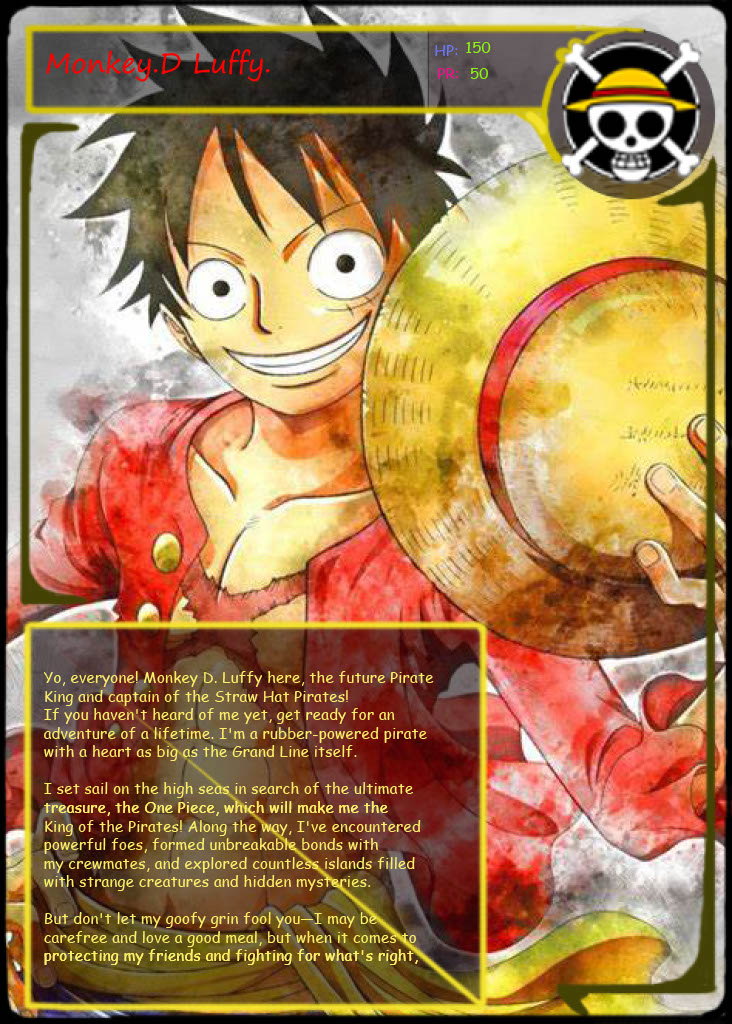 Monkey.D Luffy.
HP: 150
PR: 50
Yo, everyone! Monkey D. Luffy here, the future Pirate
King and captain of the Straw Hat Pirates!
If you haven't heard of me yet, get ready for an
adventure of a lifetime. I'm a rubber-powered pirate
with a heart as big as the Grand Line itself.
I set sail on the high seas in search of the ultimate
treasure, the One Piece, which will make me the
King of the Pirates! Along the way, I've encountered
powerful foes, formed unbreakable bonds with
my crewmates, and explored countless islands filled
with strange creatures and hidden mysteries.
But don't let my goofy grin fool you—I may be
carefree and love a good meal, but when it comes to
protecting my friends and fighting for what's right,